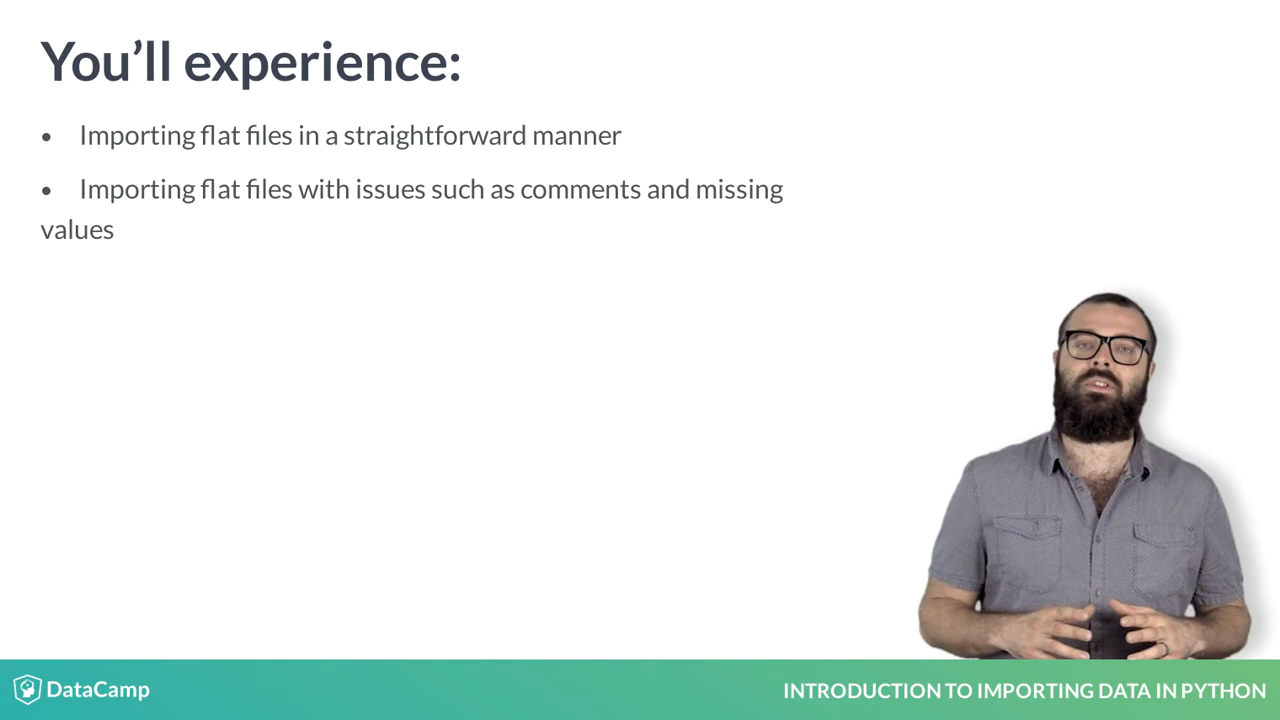 You’ll experience:
• Importing flat files in a straightforward manner
• Importing flat files with issues such as comments and missing
values
DataCamp
INTRODUCTION TO IMPORTING DATA IN PYTHON